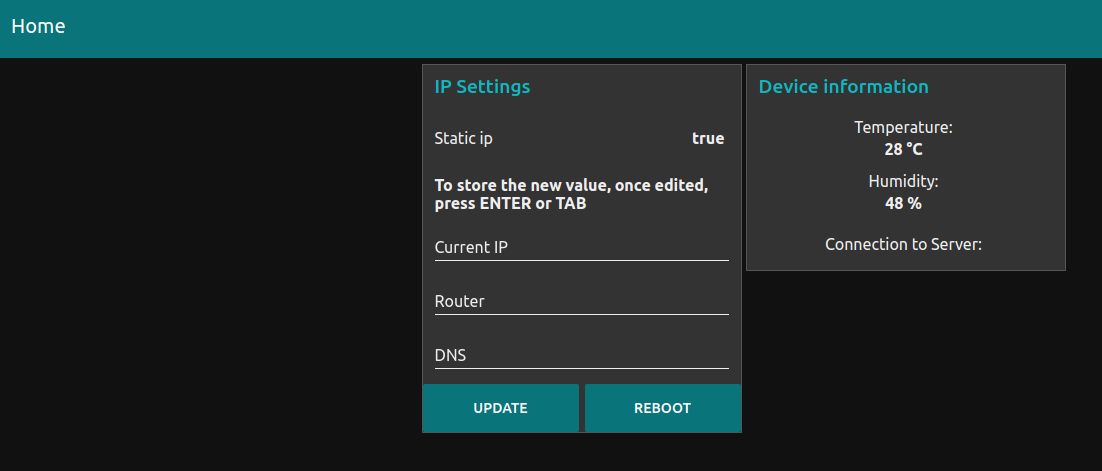 Home
IP Settings
Static ip true
To store the new value, once edited,
press ENTER or TAB
Current IP
Router
DNS
UPDATE REBOOT
Device information
Temperature:
28 °C
Humidity:
48 %
Connection to Server: